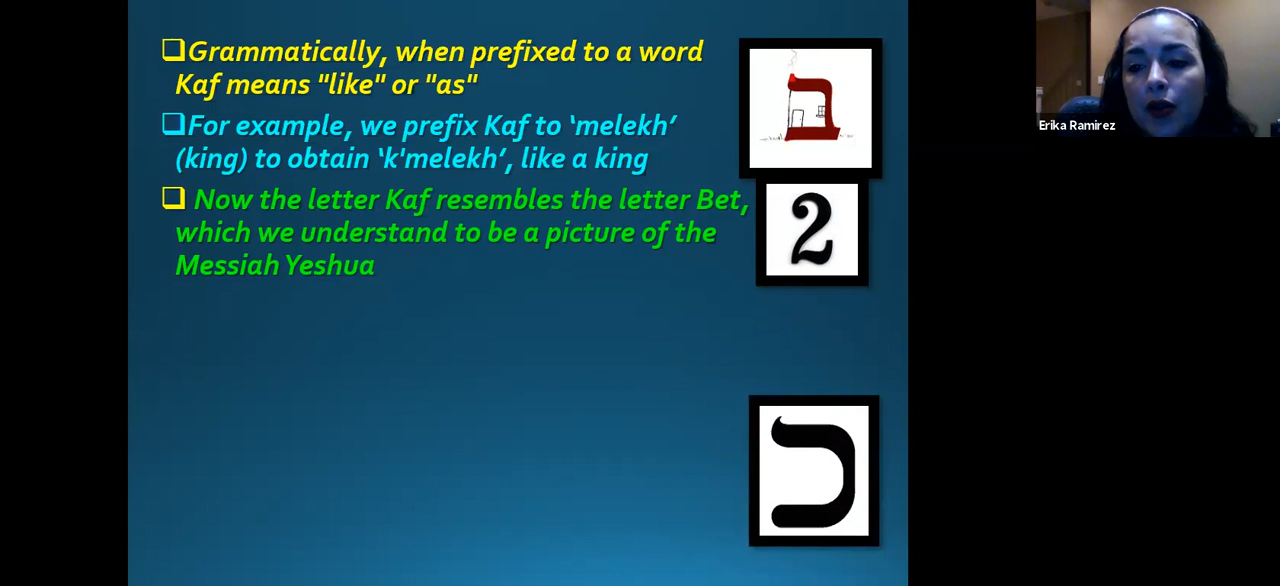 Grammatically, when prefixed to a word
Kaf means "like" or "as"
For example, we prefix Kaf to ‘melekh’
(king) to obtain ‘k'melekh’, like a king
Now the letter Kaf resembles the letter Bet,
which we understand to be a picture of the
Messiah Yeshua
ב
2
כ
Erika Ramirez